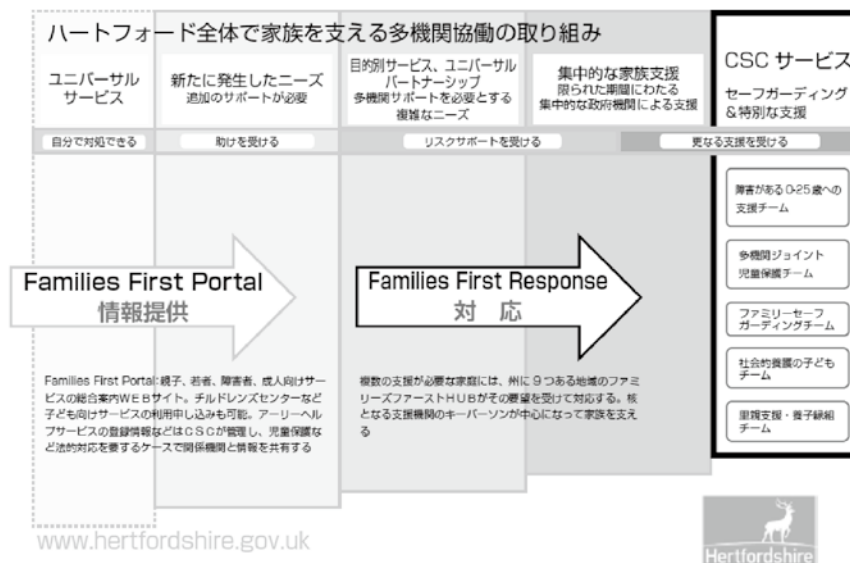 ハートフォード全体で家族を支える多機関協働の取り組み
ユニバーサル
サービス
新たに発生したニーズ
追加のサポートが必要
目的別サービス、ユニバーサル
パートナーシップ
多機関サポートを必要とする
複雑なニーズ
集中的な家族支援
限られた期間にわたる
集中的な政府機関による支援
CSC サービス
セーフガーディング
&特別な支援
自分で対処できる
助けを受ける
リスクサポートを受ける
更なる支援を受ける
障害がある 0-25 歳への
支援チーム
多機関ジョイント
児童保護チーム
ファミリーセーフ
ガーディングチーム
社会的養護の子ども
チーム
里親支援・養子縁組
チーム
Families First Portal
情報提供
Families First Response
対 応
Families First Portal:親子、若者、障害者、成人向けサー
ビスの総合案内WEBサイト。チルドレンズセンターなど
子ども向けサービスの利用申し込みも可能。アーリーヘル
プサービスの登録情報などはCSCが管理し、児童保護な
ど法的対応を要するケースで関係機関と情報を共有する
複数の支援が必要な家庭には、州に9つある地域のファミ
リーズファーストHUBがその要望を受けて対応する。核
となる支援機関のキーパーソンが中心になって家族を支え
る
www.hertfordshire.gov.uk
Hertfordshire